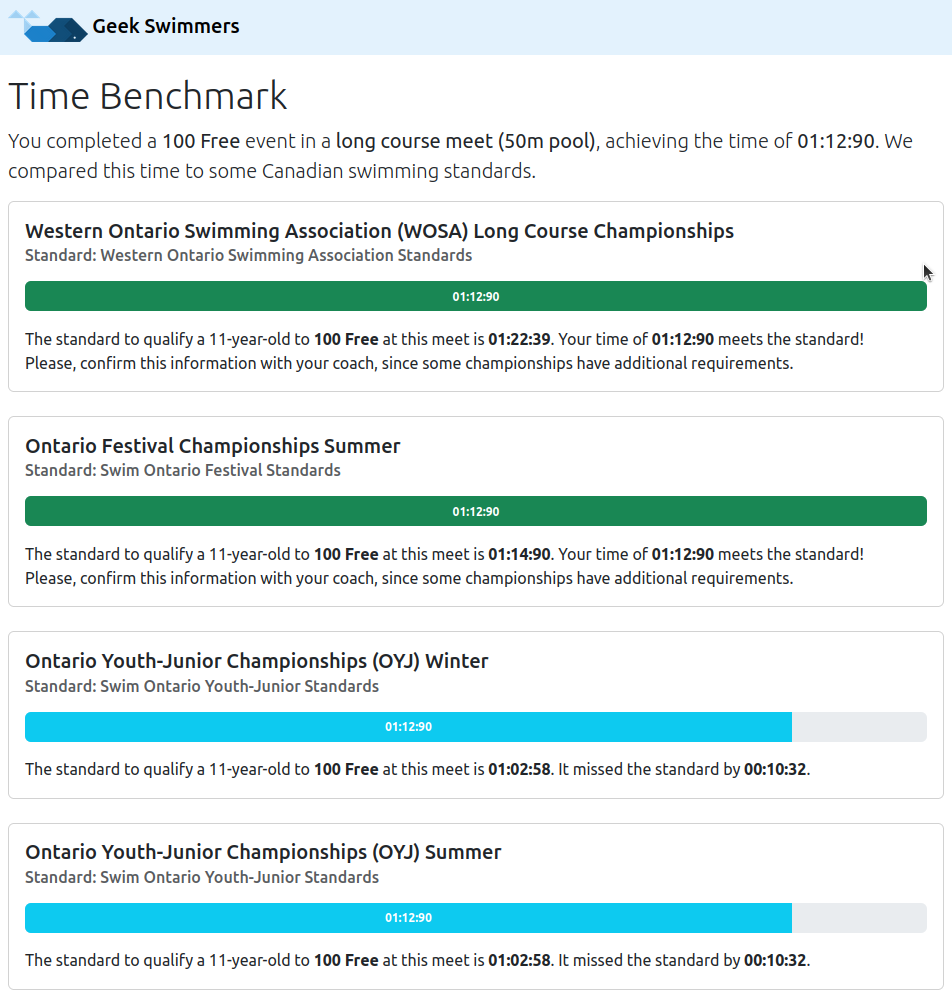 Geek Swimmers
Time Benchmark
You completed a 100 Free event in a long course meet (50m pool), achieving the time of 01:12:90. We
compared this time to some Canadian swimming standards.
Western Ontario Swimming Association (WOSA) Long Course Championships
Standard: Western Ontario Swimming Association Standards
01:12:90
The standard to qualify a 11-year-old to 100 Free at this meet is 01:22:39. Your time of 01:12:90 meets the standard!
Please, confirm this information with your coach, since some championships have additional requirements.
Ontario Festival Championships Summer
Standard: Swim Ontario Festival Standards
01:12:90
The standard to qualify a 11-year-old to 100 Free at this meet is 01:14:90. Your time of 01:12:90 meets the standard!
Please, confirm this information with your coach, since some championships have additional requirements.
Ontario Youth-Junior Championships (OYJ) Winter
Standard: Swim Ontario Youth-Junior Standards
01:12:90
The standard to qualify a 11-year-old to 100 Free at this meet is 01:02:58. It missed the standard by 00:10:32.
Ontario Youth-Junior Championships (OYJ) Summer
Standard: Swim Ontario Youth-Junior Standards
01:12:90
The standard to qualify a 11-year-old to 100 Free at this meet is 01:02:58. It missed the standard by 00:10:32.